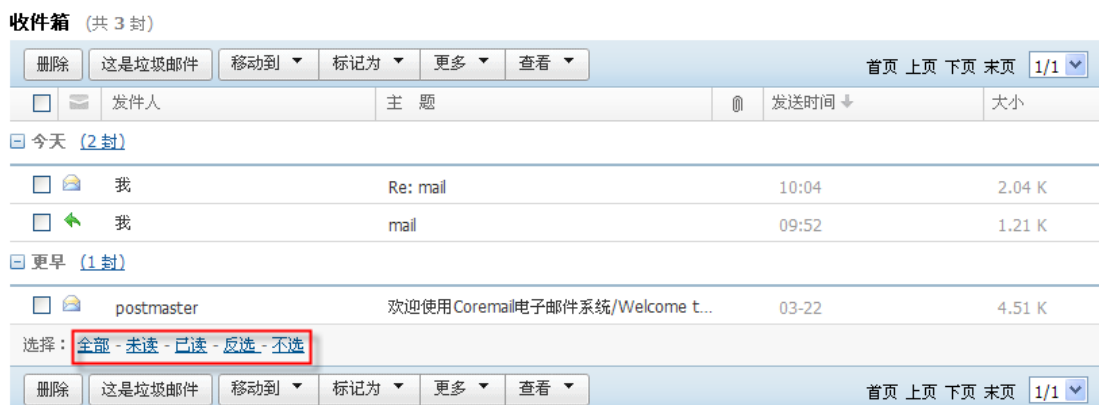 收件箱 (共 3 封)
删除 这是垃圾邮件 移动到 标记为 更多 查看 首页 上页 下页 末页 1/1
发件人 主 题 发送时间 大小
今天 (2 封)
我 Re: mail 10:04 2.04 K
我 mail 09:52 1.21 K
更早 (1 封)
postmaster 欢迎使用Coremail电子邮件系统/Welcome t... 03-22 4.51 K
选择：全部 - 未读 - 已读 - 反选 - 不选
删除 这是垃圾邮件 移动到 标记为 更多 查看 首页 上页 下页 末页 1/1